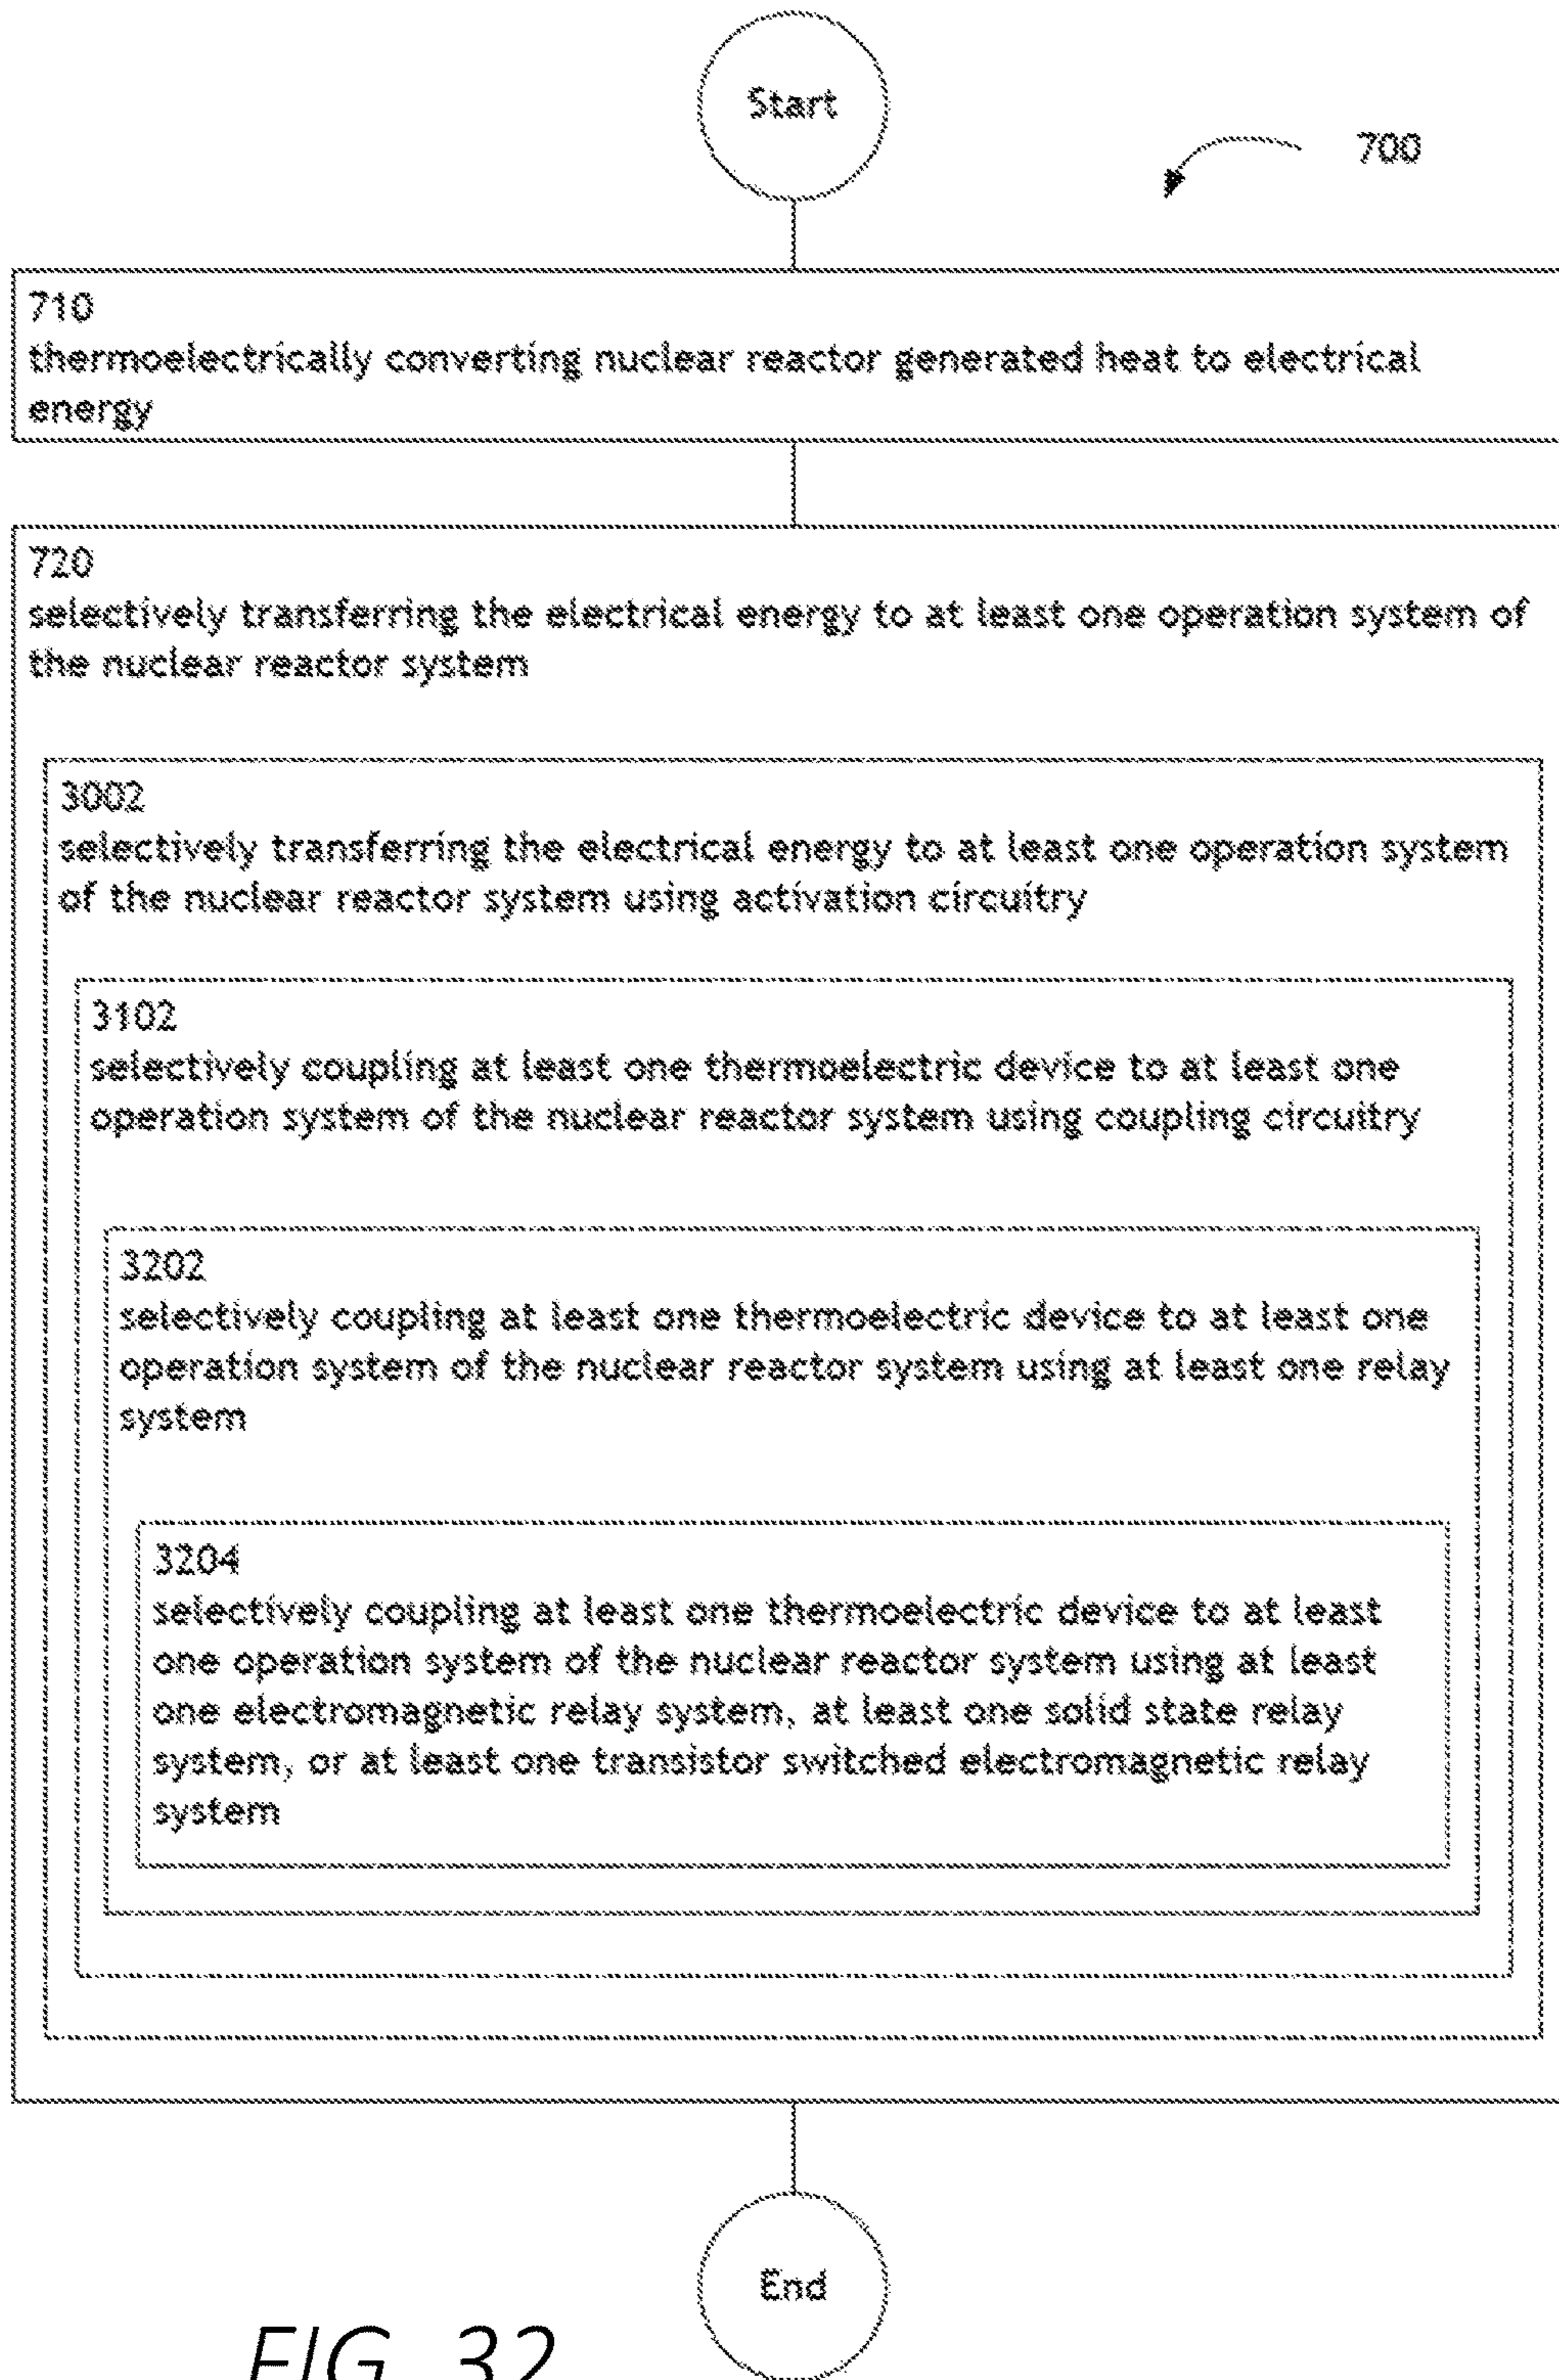 Start
700
710
thermoelectrically converting nuclear reactor generated heat to electrical
energy
720
selectively transferring the electrical energy to at least one operation system of
the nuclear reactor system
3002
selectively transferring the electrical energy to at least one operation system
of the nuclear reactor system using activation circuitry
3102
selectively coupling at least one thermoelectric device to at least one
operation system of the nuclear reactor system using coupling circuitry
3202
selectively coupling at least one thermoelectric device to at least one
operation system of the nuclear reactor system using at least one relay
system
3204
selectively coupling at least one thermoelectric device to at least
one operation system of the nuclear reactor system using at least
one electromagnetic relay system, at least one solid state relay
system, or at least one transistor switched electromagnetic relay
system
End
FIG. 32